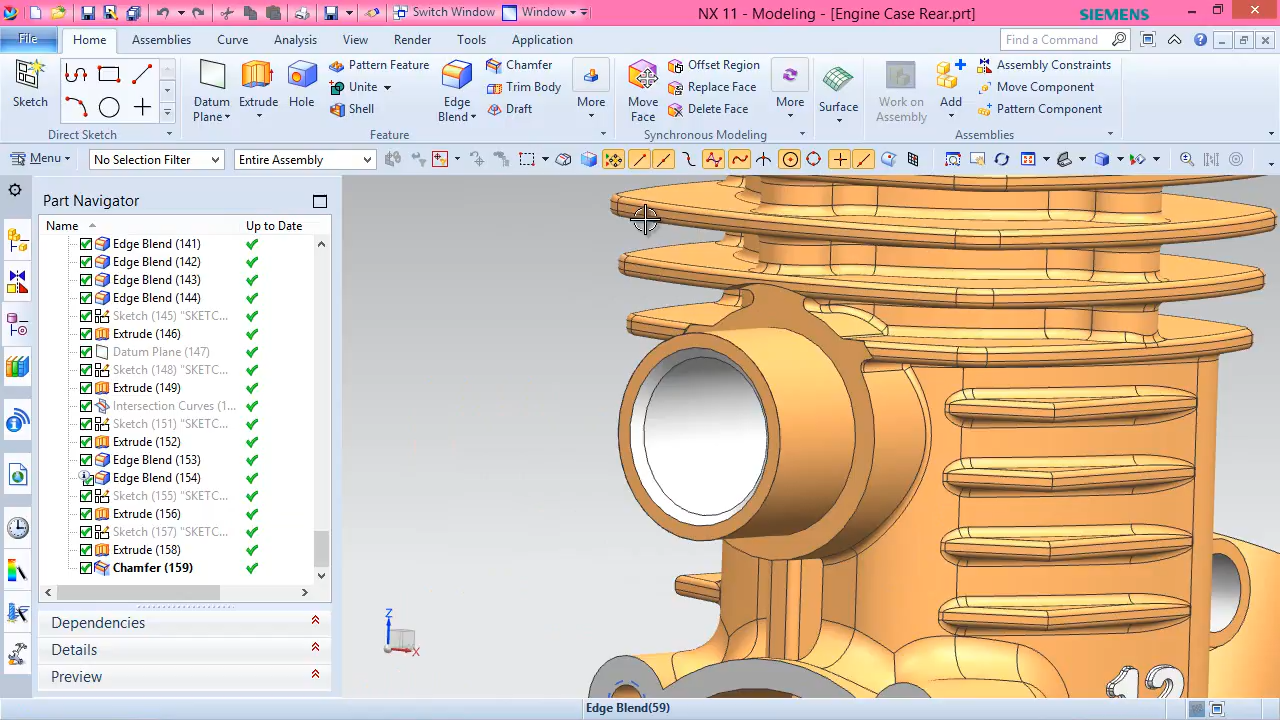 Switch Window
Window
NX 11 - Modeling - [Engine Case Rear.prt]
SIEMENS
File
Home
Assemblies
Curve
Analysis
View
Render
Tools
Application
Find a Command
Sketch
Direct Sketch
Datum Plane
Extrude
Hole
Pattern Feature
Unite
Shell
Edge Blend
Chamfer
Trim Body
Draft
More
Feature
Move Face
Offset Region
Replace Face
Delete Face
More
Synchronous Modeling
Surface
Work on Assembly
Add
Assembly Constraints
Move Component
Pattern Component
Assemblies
Menu
No Selection Filter
Entire Assembly
Part Navigator
Name
Up to Date
Edge Blend (141)
Edge Blend (142)
Edge Blend (143)
Edge Blend (144)
Sketch (145) "SKETC...
Extrude (146)
Datum Plane (147)
Sketch (148) "SKETC...
Extrude (149)
Intersection Curves (1...
Sketch (151) "SKETC...
Extrude (152)
Edge Blend (153)
Edge Blend (154)
Sketch (155) "SKETC...
Extrude (156)
Sketch (157) "SKETC...
Extrude (158)
Chamfer (159)
Dependencies
Details
Preview
Z
X
12
Edge Blend(59)